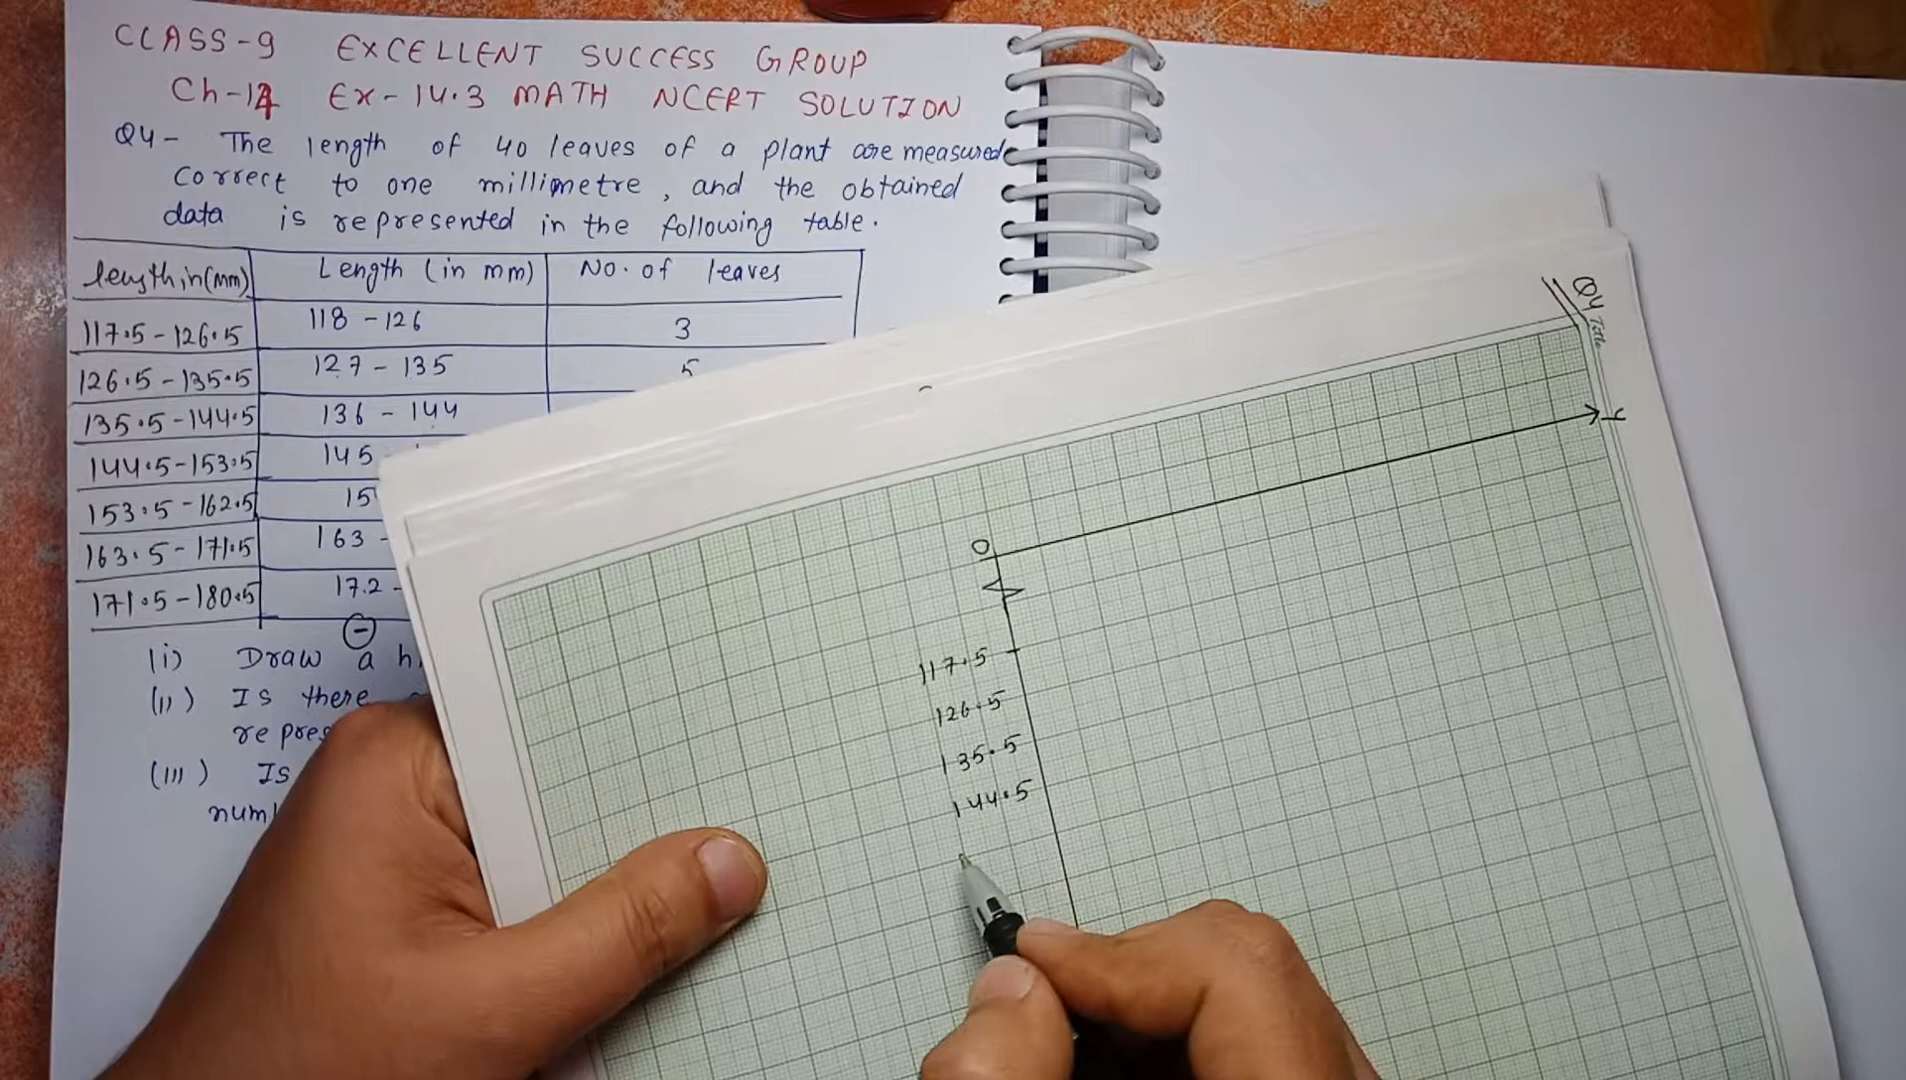 CLASS-9 EXCELLENT SUCCESS GROUP
Ch-14 Ex-14.3 MATH NCERT SOLUTION
Q4- The length of 40 leaves of a plant are measured
correct to one millimetre, and the obtained
data is represented in the following table.
length in (mm) Length (in mm) No. of leaves
117.5-126.5 118-126 3
126.5-135.5 127-135 5
135.5-144.5 136-144
144.5-153.5 145
153.5-162.5 15
163.5-171.5 163-
171.5-180.5 172-
(i) Draw a
(ii) Is there
(iii) Is
Q4
O
117.5
126.5
135.5
144.5